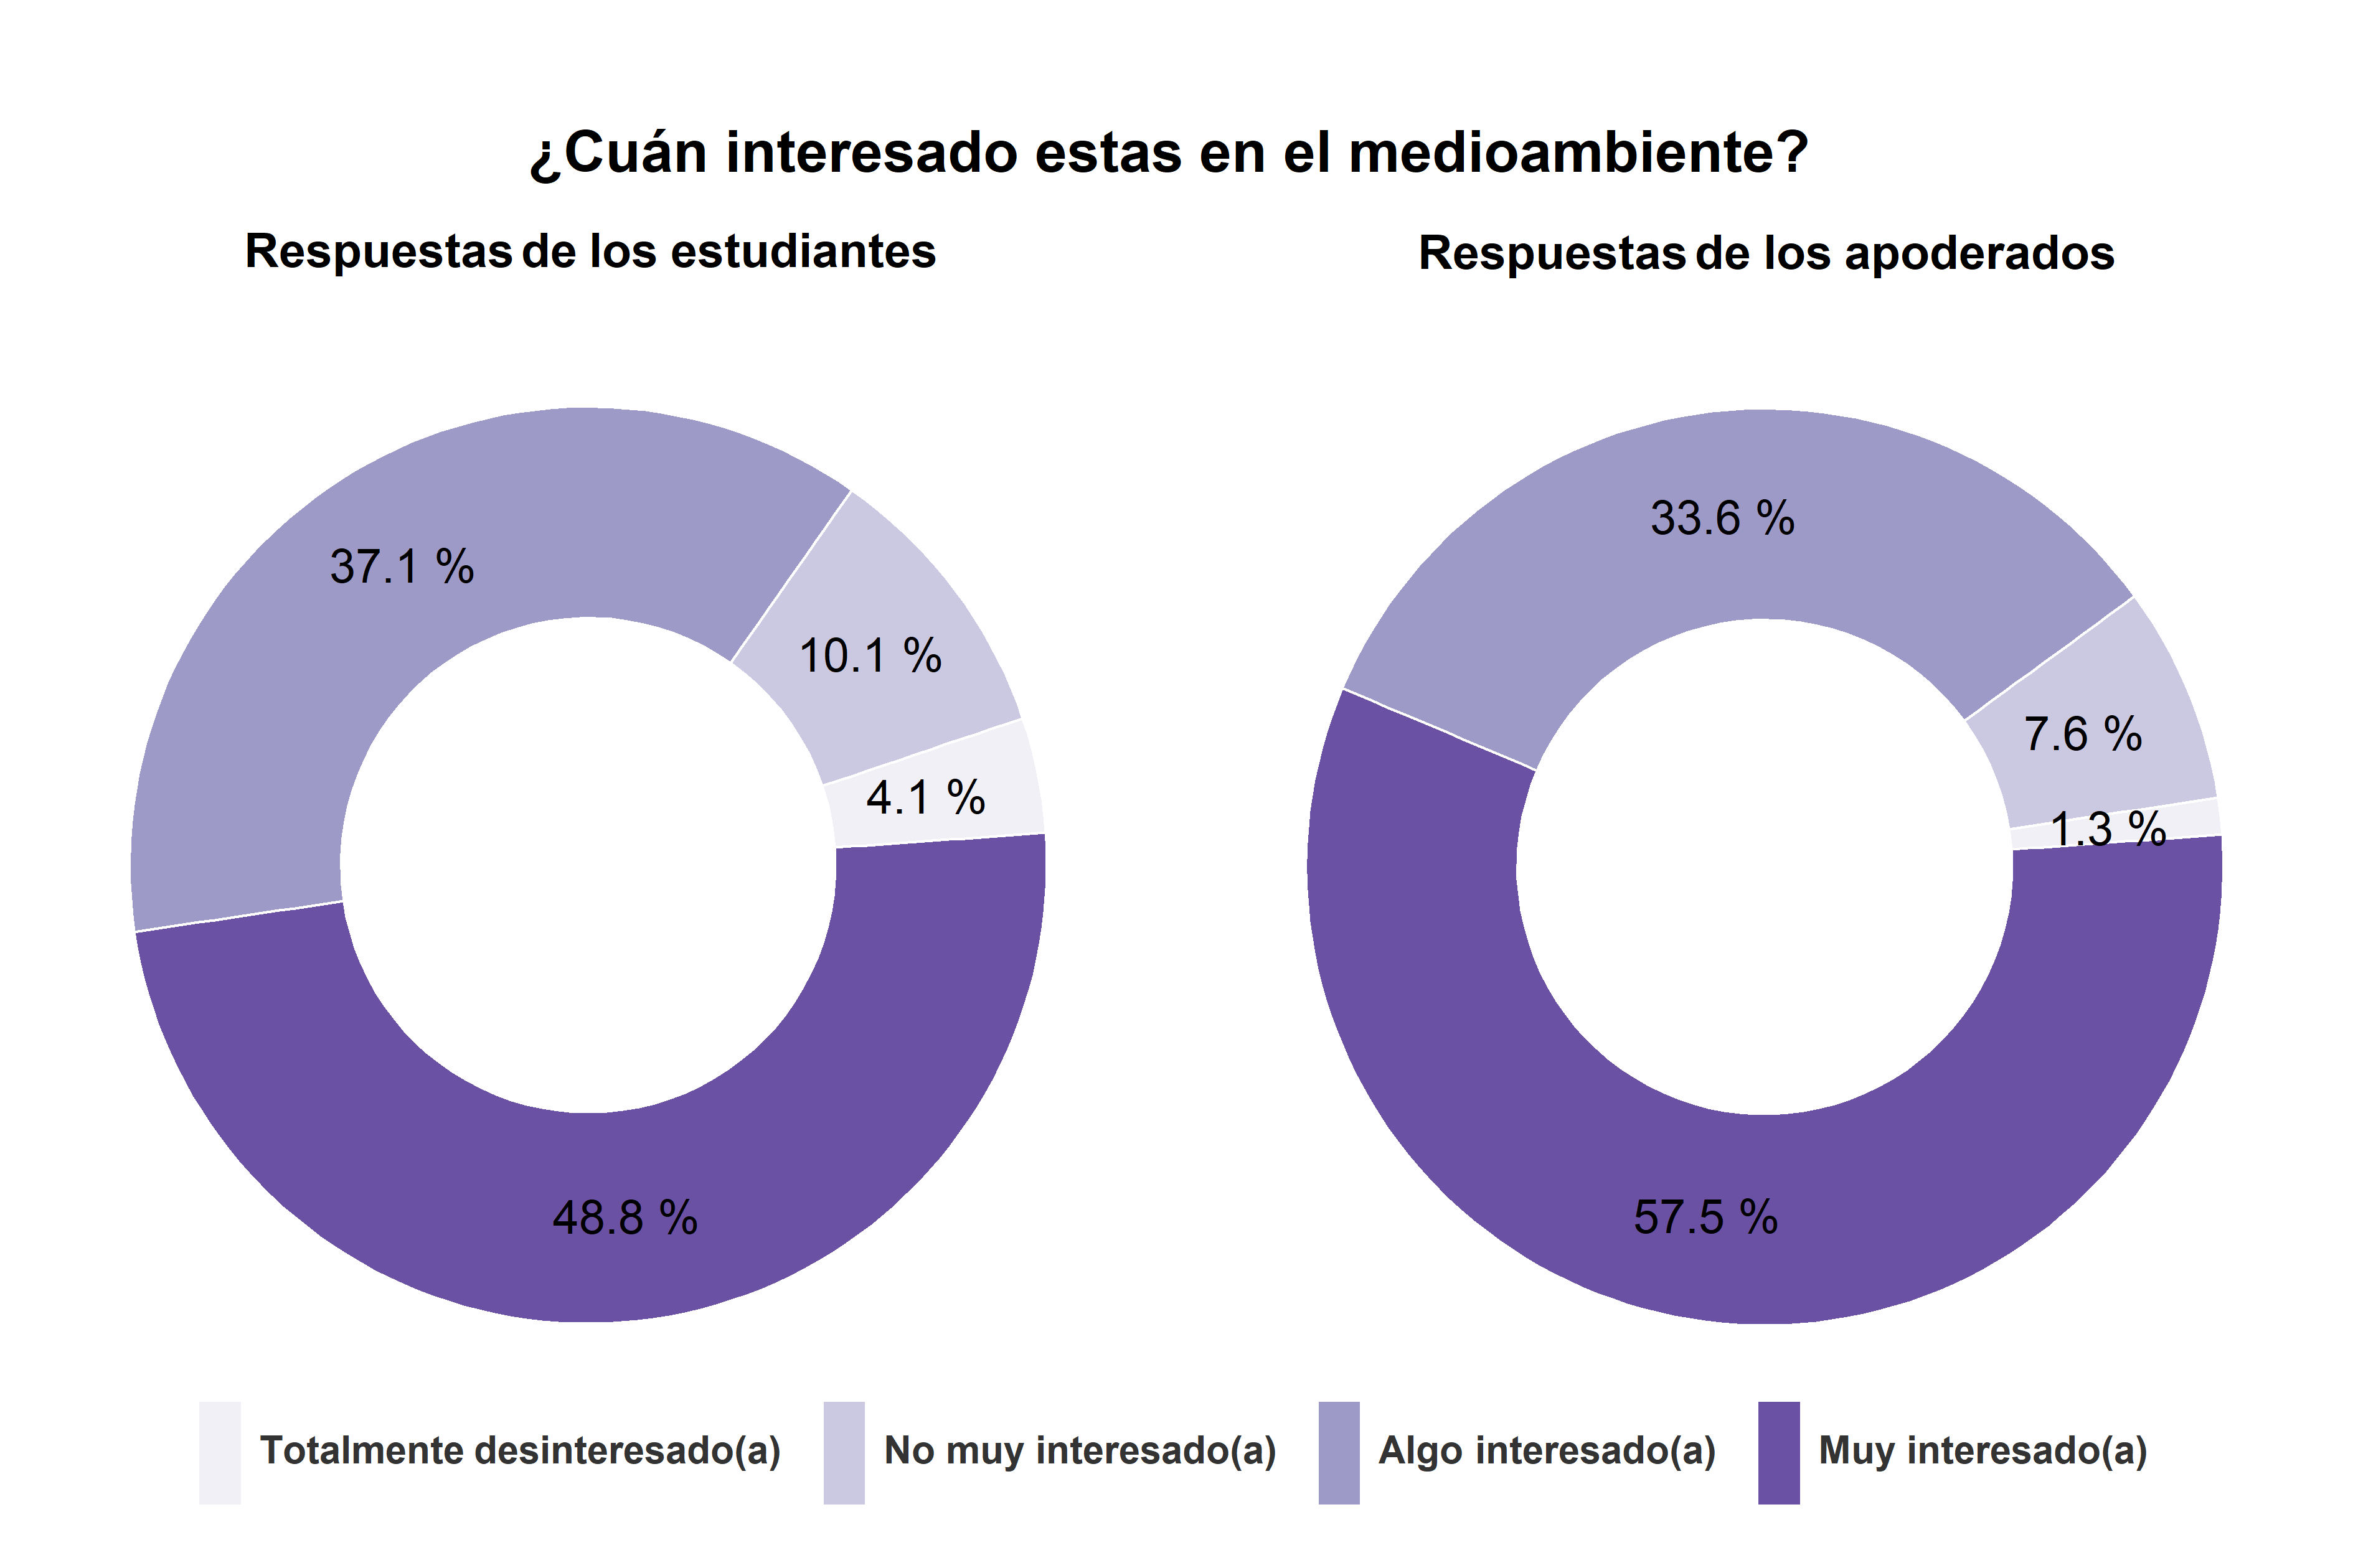 ¿Cuán interesado estas en el medioambiente?
Respuestas de los estudiantes
Respuestas de los apoderados
37.1 %
10.1 %
4.1 %
48.8 %
33.6 %
7.6 %
1.3 %
57.5 %
Totalmente desinteresado(a)
No muy interesado(a)
Algo interesado(a)
Muy interesado(a)